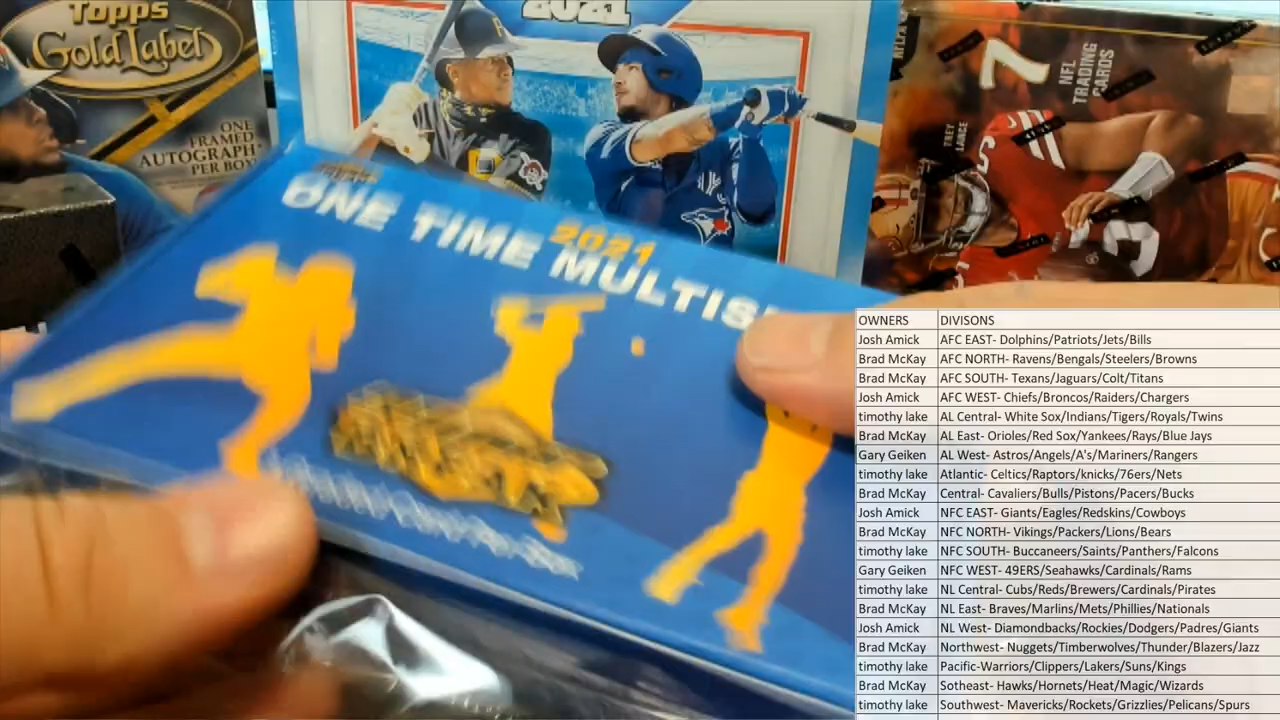 Topps
Gold Label
ONE
FRAMED
AUTOGRAPH
PER BOX
2021
7
NFL
TRADING
CARDS
TREY
LANCE
ONE TIME
2021
OWNERS DIVISONS
Josh Amick AFC EAST- Dolphins/Patriots/Jets/Bills
Brad McKay AFC NORTH- Ravens/Bengals/Steelers/Browns
Brad McKay AFC SOUTH- Texans/Jaguars/Colt/Titans
Josh Amick AFC WEST- Chiefs/Broncos/Raiders/Chargers
timothy lake AL Central- White Sox/Indians/Tigers/Royals/Twins
Brad McKay AL East- Orioles/Red Sox/Yankees/Rays/Blue Jays
Gary Geiken AL West- Astros/Angels/A's/Mariners/Rangers
timothy lake Atlantic- Celtics/Raptors/knicks/76ers/Nets
Brad McKay Central- Cavaliers/Bulls/Pistons/Pacers/Bucks
Josh Amick NFC EAST- Giants/Eagles/Redskins/Cowboys
Brad McKay NFC NORTH- Vikings/Packers/Lions/Bears
timothy lake NFC SOUTH- Buccaneers/Saints/Panthers/Falcons
Gary Geiken NFC WEST- 49ERS/Seahawks/Cardinals/Rams
timothy lake NL Central- Cubs/Reds/Brewers/Cardinals/Pirates
Brad McKay NL East- Braves/Marlins/Mets/Phillies/Nationals
Josh Amick NL West- Diamondbacks/Rockies/Dodgers/Padres/Giants
Brad McKay Northwest- Nuggets/Timberwolves/Thunder/Blazers/Jazz
timothy lake Pacific-Warriors/Clippers/Lakers/Suns/Kings
Brad McKay Sotheast- Hawks/Hornets/Heat/Magic/Wizards
timothy lake Southwest- Mavericks/Rockets/Grizzlies/Pelicans/Spurs